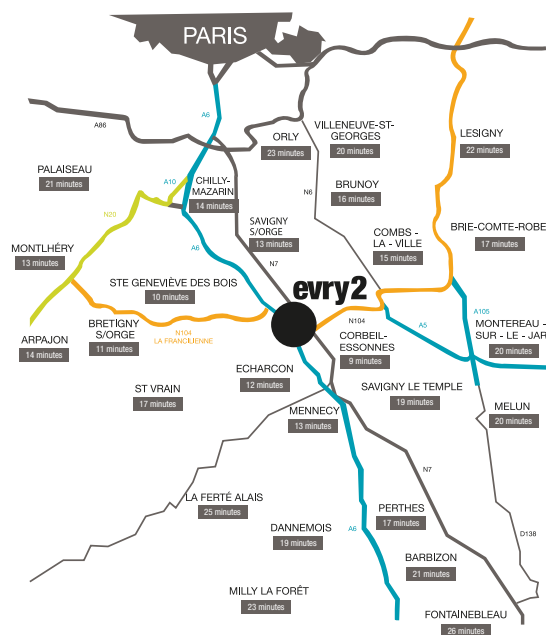 PARIS
A6
A86
ORLY
23 minutes
VILLENEUVE-ST-
GEORGES
20 minutes
LESIGNY
22 minutes
PALAISEAU
21 minutes
A10
CHILLY-
MAZARIN
14 minutes
N6
BRUNOY
16 minutes
N20
SAVIGNY
S/ORGE
13 minutes
COMBS -
LA - VILLE
15 minutes
BRIE-COMTE-ROBE
17 minutes
MONTLHÉRY
13 minutes
A6
N7
STE GENEVIÈVE DES BOIS
10 minutes
evry2
A105
ARPAJON
14 minutes
BRETIGNY
S/ORGE
11 minutes
N104
LA FRANCILIENNE
N104
CORBEIL-
ESSONNES
9 minutes
A5
MONTEREAU -
SUR - LE - JAR
20 minutes
ECHARCON
12 minutes
ST VRAIN
17 minutes
SAVIGNY LE TEMPLE
19 minutes
MENNECY
13 minutes
MELUN
20 minutes
N7
LA FERTÉ ALAIS
25 minutes
PERTHES
17 minutes
DANNEMOIS
19 minutes
A6
D138
BARBIZON
21 minutes
MILLY LA FORÊT
23 minutes
FONTAINEBLEAU
26 minutes